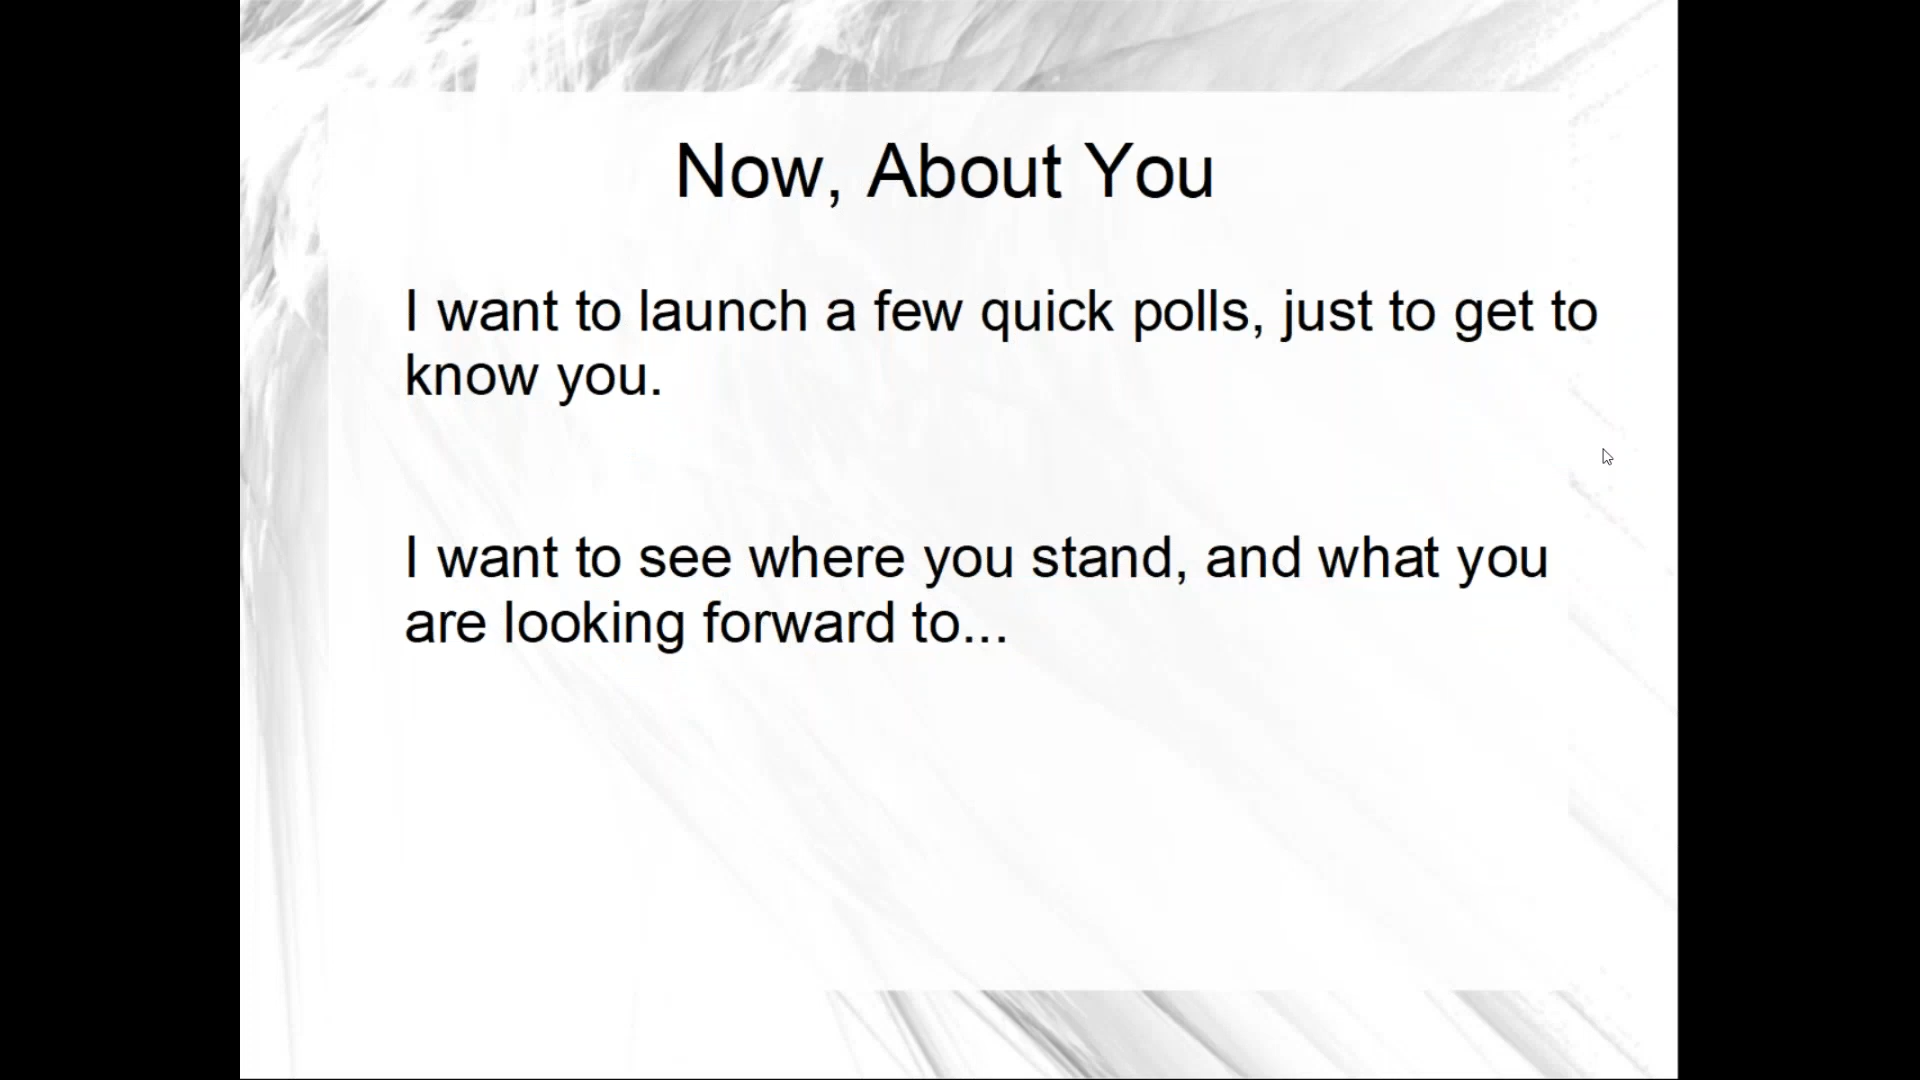 Now, About You
I want to launch a few quick polls, just to get to
know you.
I want to see where you stand, and what you
are looking forward to...